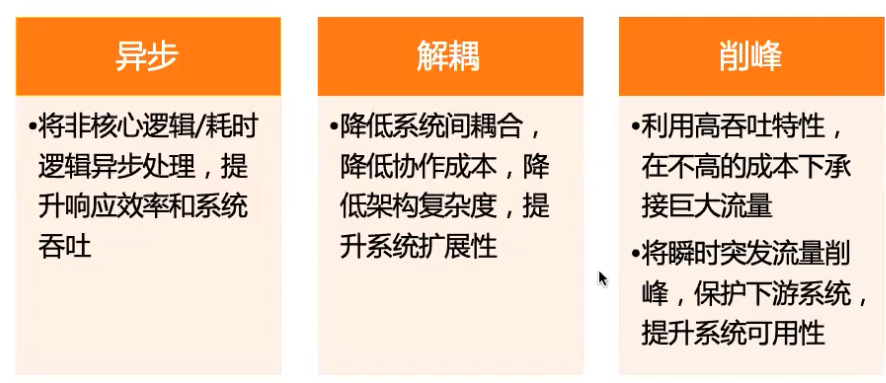 异步
•将非核心逻辑/耗时
逻辑异步处理，提
升响应效率和系统
吞吐
解耦
•降低系统间耦合，
降低协作成本，降
低架构复杂度，提
升系统扩展性
削峰
•利用高吞吐特性，
在不高的成本下承
接巨大流量
•将瞬时突发流量削
峰，保护下游系统，
提升系统可用性